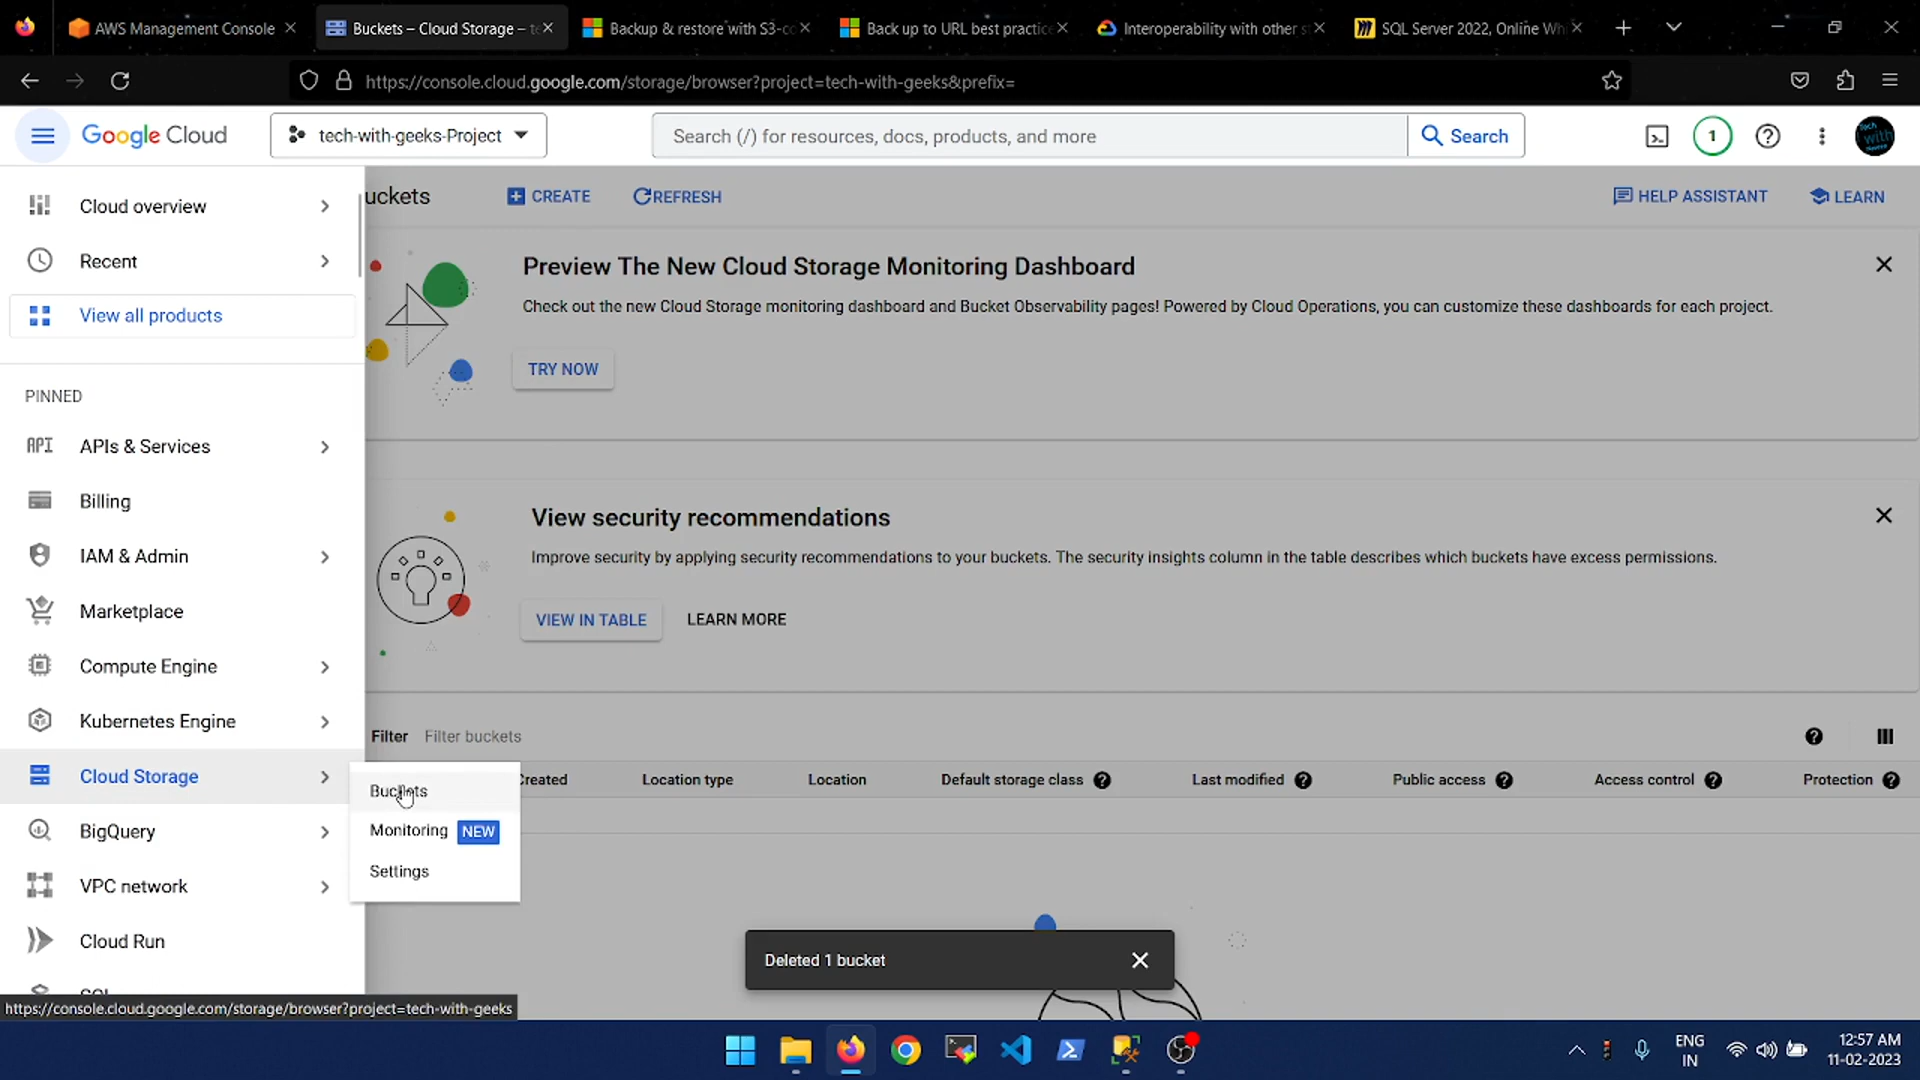 AWS Management Console
Buckets – Cloud Storage – te
Backup & restore with S3-co
Back up to URL best practice
Interoperability with other s
SQL Server 2022, Online Wh
https://console.cloud.google.com/storage/browser?project=tech-with-geeks&prefix=
Google Cloud
tech-with-geeks-Project
Search (/) for resources, docs, products, and more
Search
1
Tech With
Cloud overview
Recent
View all products
PINNED
API APIs & Services
Billing
IAM & Admin
Marketplace
Compute Engine
Kubernetes Engine
Cloud Storage
BigQuery
VPC network
Cloud Run
SQL
Buckets
Monitoring NEW
Settings
uckets
CREATE
REFRESH
HELP ASSISTANT
LEARN
Preview The New Cloud Storage Monitoring Dashboard
Check out the new Cloud Storage monitoring dashboard and Bucket Observability pages! Powered by Cloud Operations, you can customize these dashboards for each project.
TRY NOW
View security recommendations
Improve security by applying security recommendations to your buckets. The security insights column in the table describes which buckets have excess permissions.
VIEW IN TABLE
LEARN MORE
Filter Filter buckets
Created Location type Location Default storage class Last modified Public access Access control Protection
Deleted 1 bucket
https://console.cloud.google.com/storage/browser?project=tech-with-geeks
ENG
IN
12:57 AM
11-02-2023